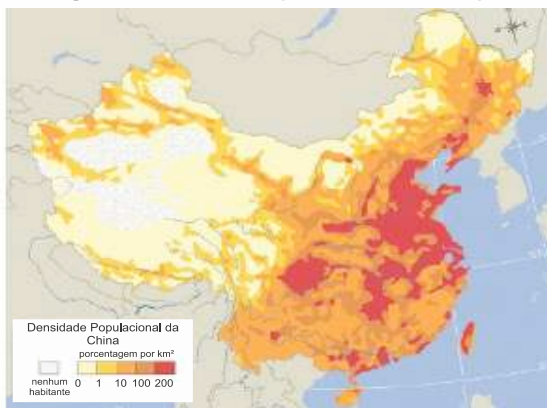 Densidade Populacional da
China
porcentagem por km²
nenhum
habitante
0 1 10 100 200